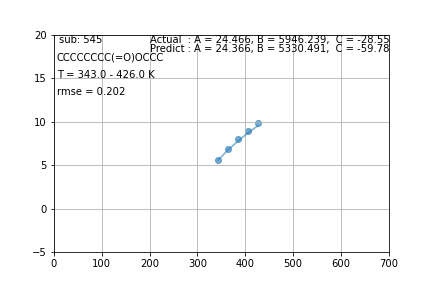 sub: 545
Actual : A = 24.466, B = 5946.239, C = -28.55
Predict : A = 24.366, B = 5330.491, C = -59.78
CCCCCCCC(=O)OCCC
T = 343.0 - 426.0 K
rmse = 0.202
20
15
10
5
0
−5
0 100 200 300 400 500 600 700